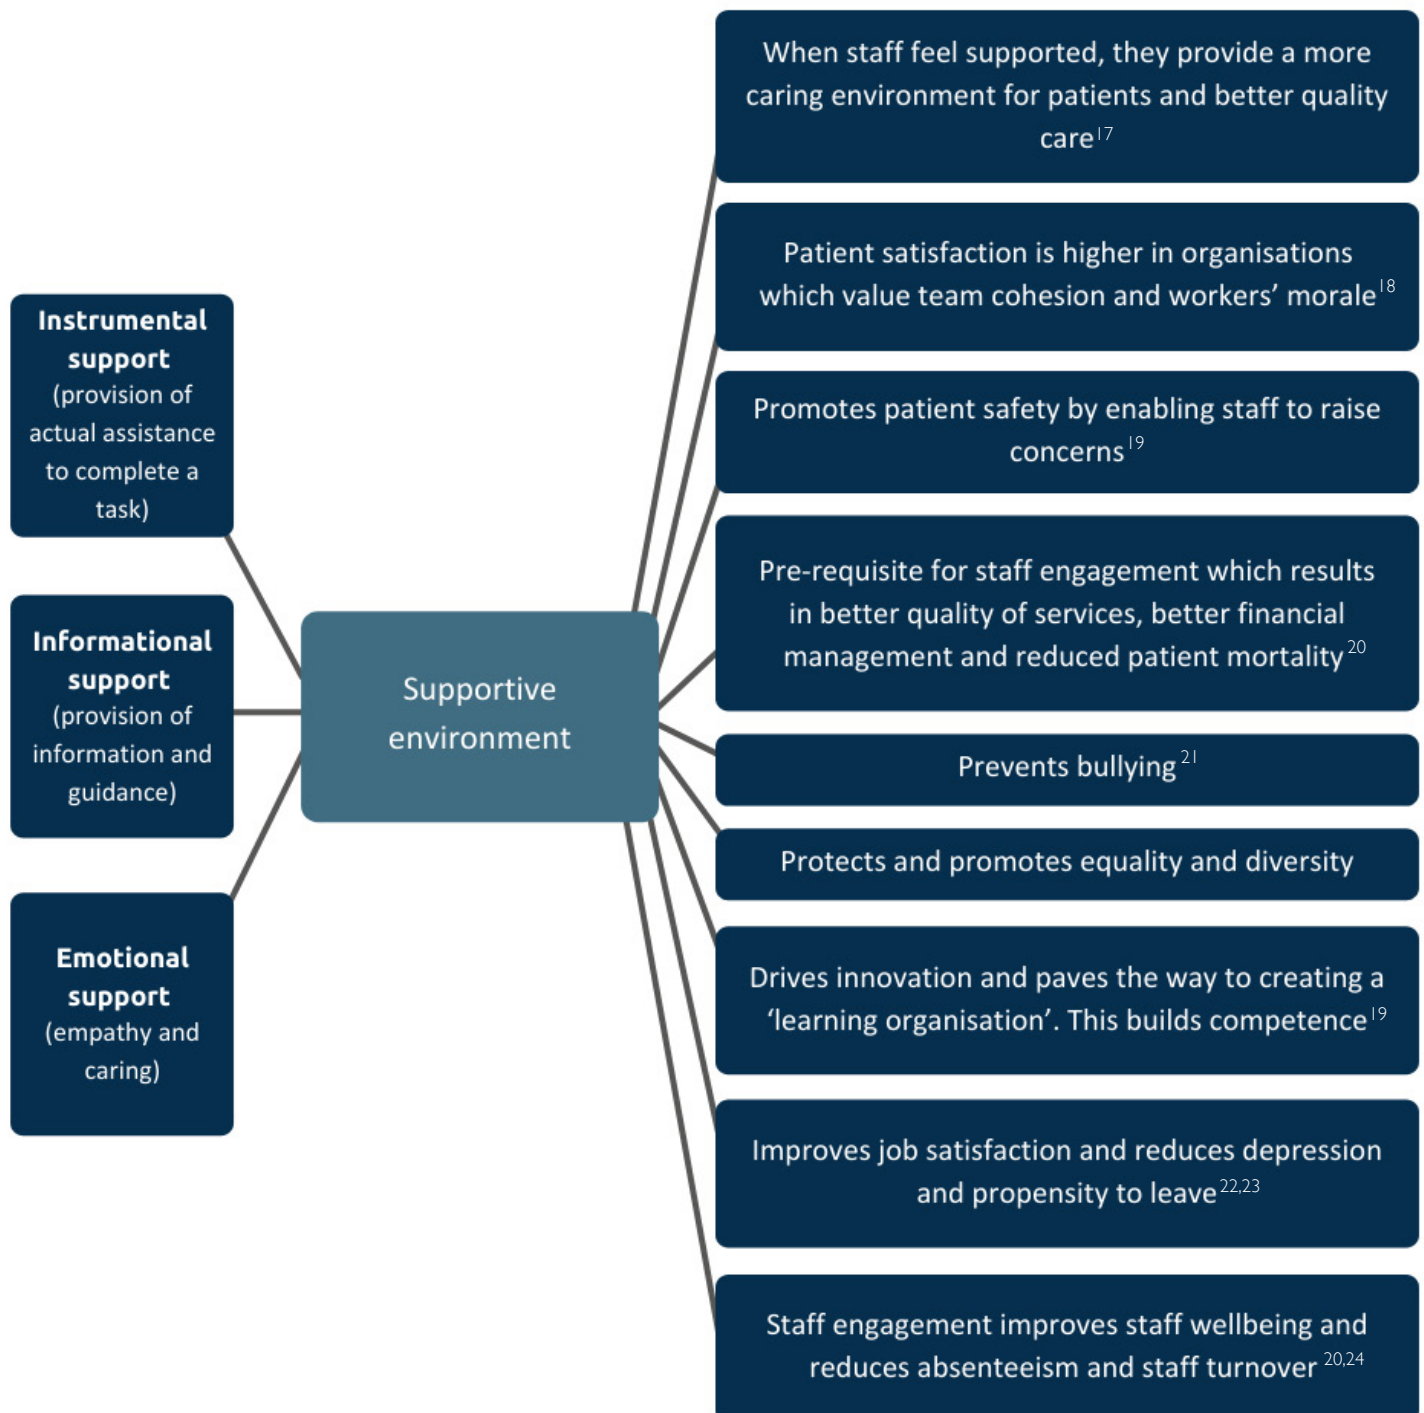 Instrumental
support
(provision of
actual assistance
to complete a
task)
Informational
support
(provision of
information and
guidance)
Emotional
support
(empathy and
caring)
Supportive
environment
When staff feel supported, they provide a more
caring environment for patients and better quality
care17
Patient satisfaction is higher in organisations
which value team cohesion and workers’ morale18
Promotes patient safety by enabling staff to raise
concerns19
Pre-requisite for staff engagement which results
in better quality of services, better financial
management and reduced patient mortality20
Prevents bullying21
Protects and promotes equality and diversity
Drives innovation and paves the way to creating a
‘learning organisation’. This builds competence19
Improves job satisfaction and reduces depression
and propensity to leave22,23
Staff engagement improves staff wellbeing and
reduces absenteeism and staff turnover 20,24